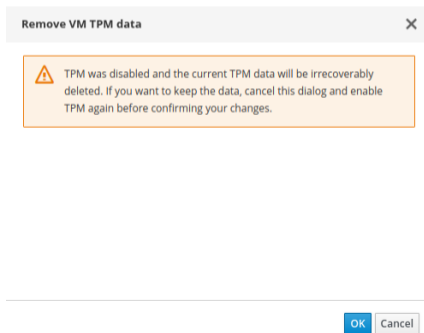 Remove VM TPM data
TPM was disabled and the current TPM data will be irrecoverably
deleted. If you want to keep the data, cancel this dialog and enable
TPM again before confirming your changes.
OK Cancel